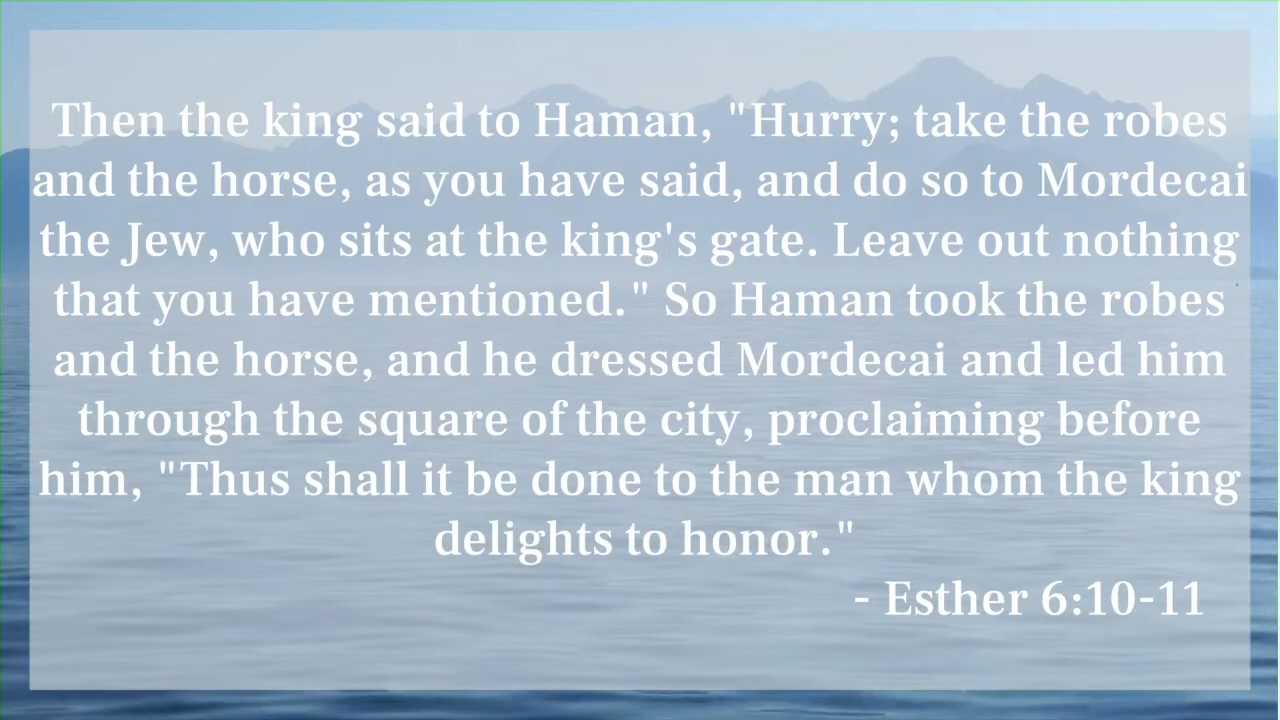 Then the king said to Haman, "Hurry; take the robes
and the horse, as you have said, and do so to Mordecai
the Jew, who sits at the king's gate. Leave out nothing
that you have mentioned." So Haman took the robes
and the horse, and he dressed Mordecai and led him
through the square of the city, proclaiming before
him, "Thus shall it be done to the man whom the king
delights to honor."
- Esther 6:10-11